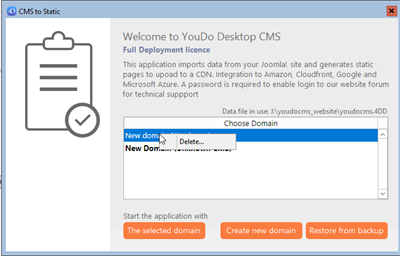 CMS to Static
Welcome to YouDo Desktop CMS
Full Deployment licence
This application imports data from your Joomla! site and generates
static pages to upoad to a CDN. Integration to Amazon, Cloudfront, Google and
Microsoft Azure. A password is required to enable login to our website forum
for technical suppport
Data file in use: J:\youdocms_website\youdocms.4DD
Choose Domain
New dom
Delete...
New Domain
Start the application with
The selected domain
Create new domain
Restore from backup